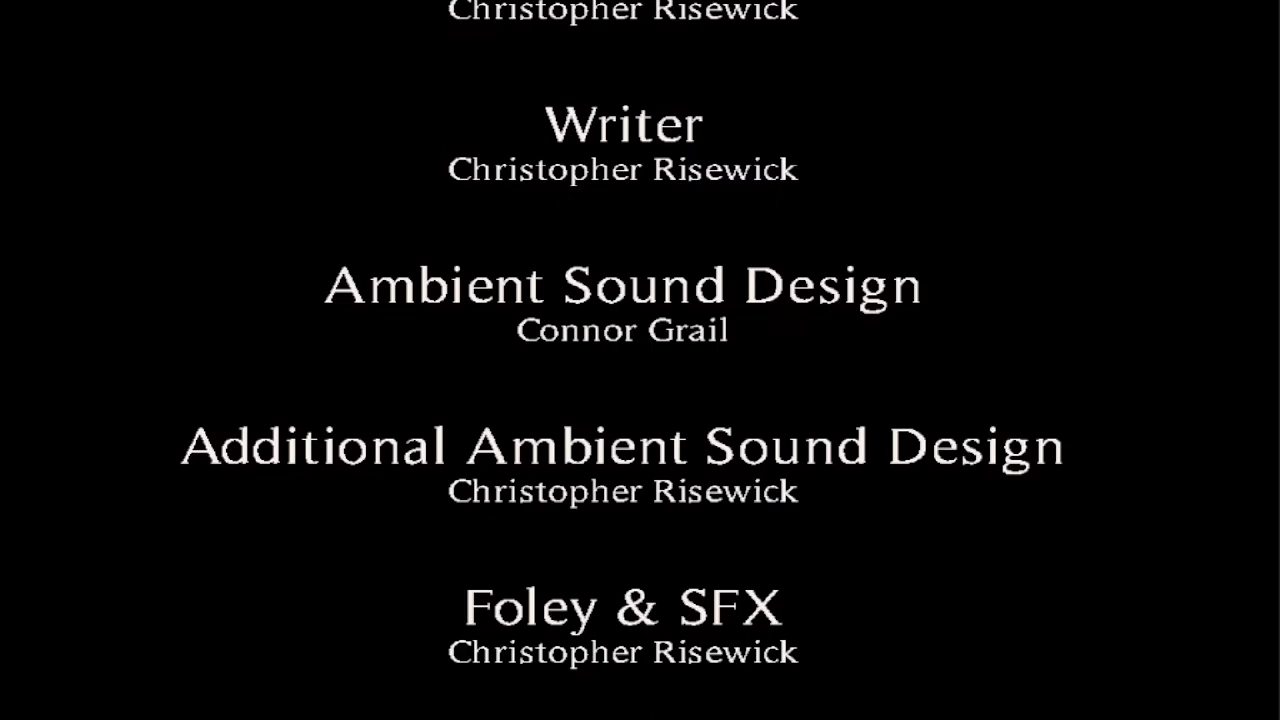 Christopher Risewick
Writer
Christopher Risewick
Ambient Sound Design
Connor Grail
Additional Ambient Sound Design
Christopher Risewick
Foley & SFX
Christopher Risewick